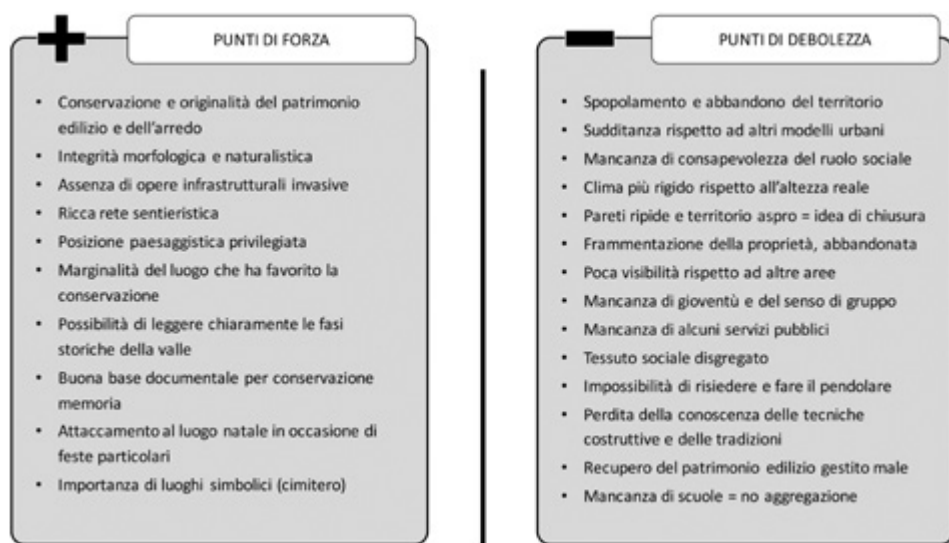 PUNTI DI FORZA
• Conservazione e originalità del patrimonio
edilizio e dell'arredo
• Integrità morfologica e naturalistica
• Assenza di opere infrastrutturali invasive
• Ricca rete sentieristica
• Posizione paesaggistica privilegiata
• Marginalità del luogo che ha favorito la
conservazione
• Possibilità di leggere chiaramente le fasi
storiche della valle
• Buona base documentale per conservazione
memoria
• Attaccamento al luogo natale in occasione di
feste particolari
• Importanza di luoghi simbolici (cimitero)
PUNTI DI DEBOLEZZA
• Spopolamento e abbandono del territorio
• Sudditanza rispetto ad altri modelli urbani
• Mancanza di consapevolezza del ruolo sociale
• Clima più rigido rispetto all'altezza reale
• Pareti ripide e territorio aspro = idea di chiusura
• Frammentazione della proprietà, abbandonata
• Poca visibilità rispetto ad altre aree
• Mancanza di gioventù e del senso di gruppo
• Mancanza di alcuni servizi pubblici
• Tessuto sociale disgregato
• Impossibilità di risiedere e fare il pendolare
• Perdita della conoscenza delle tecniche
costruttive e delle tradizioni
• Recupero del patrimonio edilizio gestito male
• Mancanza di scuole = no aggregazione